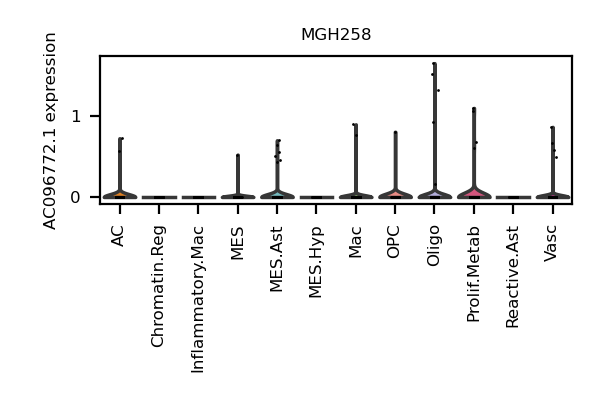 MGH258
AC096772.1 expression
1
0
AC
Chromatin.Reg
Inflammatory.Mac
MES
MES.Ast
MES.Hyp
Mac
OPC
Oligo
Prolif.Metab
Reactive.Ast
Vasc